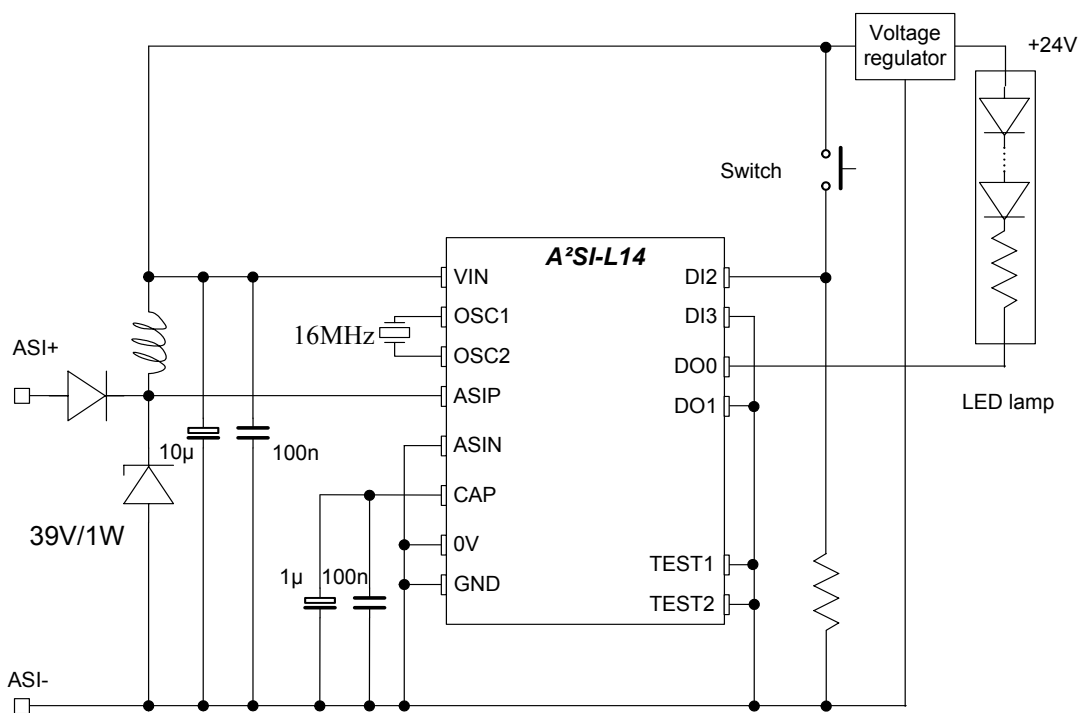 Voltage
regulator
+24V
Switch
A²SI-L14
VIN
DI2
OSC1
DI3
16MHz
ASI+
OSC2
DO0
ASIP
DO1
LED lamp
ASIN
10µ
100n
CAP
39V/1W
0V
TEST1
1µ
100n
GND
TEST2
ASI-